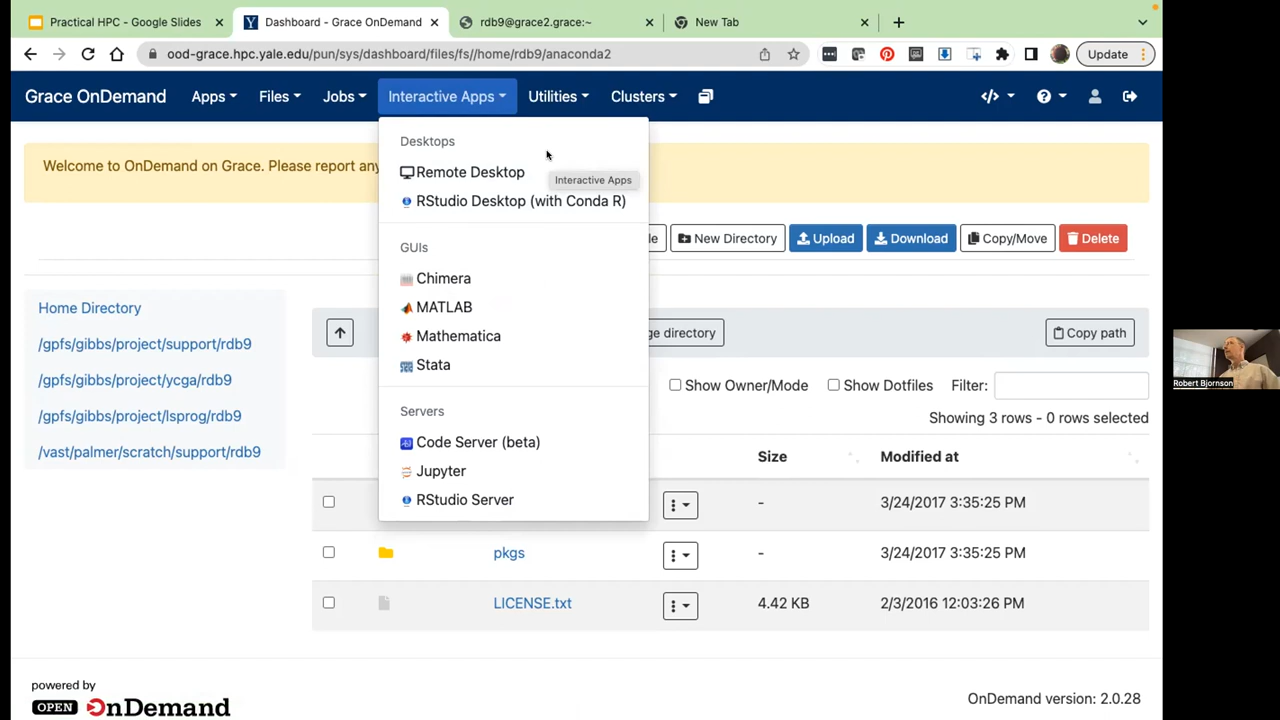 Practical HPC - Google Slides
Dashboard - Grace OnDemand
rdb9@grace2.grace:~
New Tab
ood-grace.hpc.yale.edu/pun/sys/dashboard/files/fs//home/rdb9/anaconda2
Update
Grace OnDemand
Apps
Files
Jobs
Interactive Apps
Utilities
Clusters
Desktops
Remote Desktop
Interactive Apps
RStudio Desktop (with Conda R)
GUIs
Chimera
MATLAB
Mathematica
Stata
Servers
Code Server (beta)
Jupyter
RStudio Server
Welcome to OnDemand on Grace. Please report any
le
New Directory
Upload
Download
Copy/Move
Delete
Home Directory
/gpfs/gibbs/project/support/rdb9
/gpfs/gibbs/project/ycga/rdb9
/gpfs/gibbs/project/lsprog/rdb9
/vast/palmer/scratch/support/rdb9
ge directory
Copy path
Show Owner/Mode
Show Dotfiles
Filter:
Showing 3 rows - 0 rows selected
Size
Modified at
-
3/24/2017 3:35:25 PM
pkgs
-
3/24/2017 3:35:25 PM
LICENSE.txt
4.42 KB
2/3/2016 12:03:26 PM
powered by
OPEN OnDemand
OnDemand version: 2.0.28
Robert Bjornson